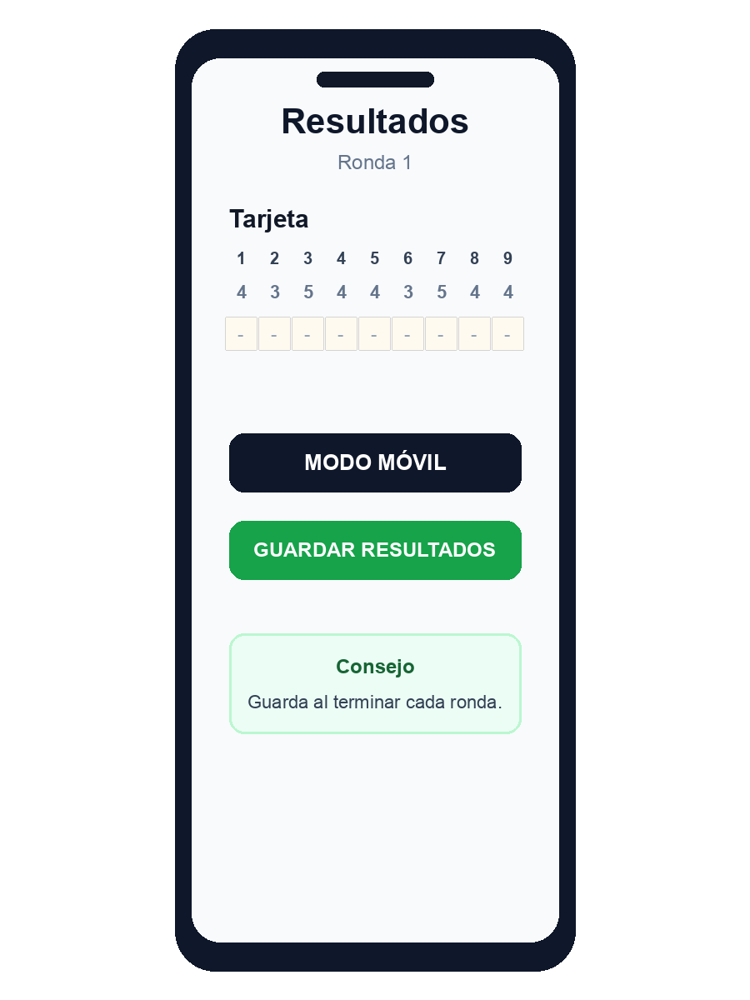 Resultados
Ronda 1
Tarjeta
1 2 3 4 5 6 7 8 9
4 3 5 4 4 3 5 4 4
- - - - - - - - -
MODO MÓVIL
GUARDAR RESULTADOS
Consejo
Guarda al terminar cada ronda.